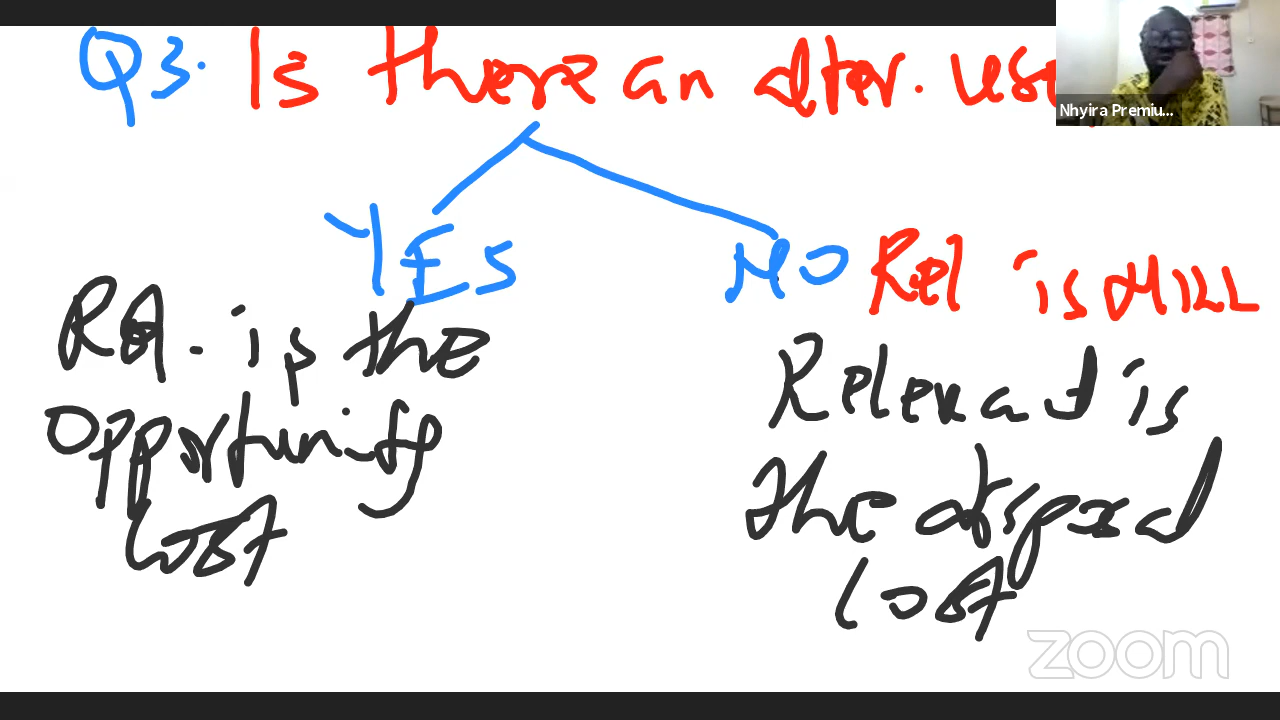 Q3. Is there an alter. use
Nhyira Premiu...
YES
NO Rel is NILL
Rel. is the
opportunity
cost
Relevant is
the disposal
cost
zoom